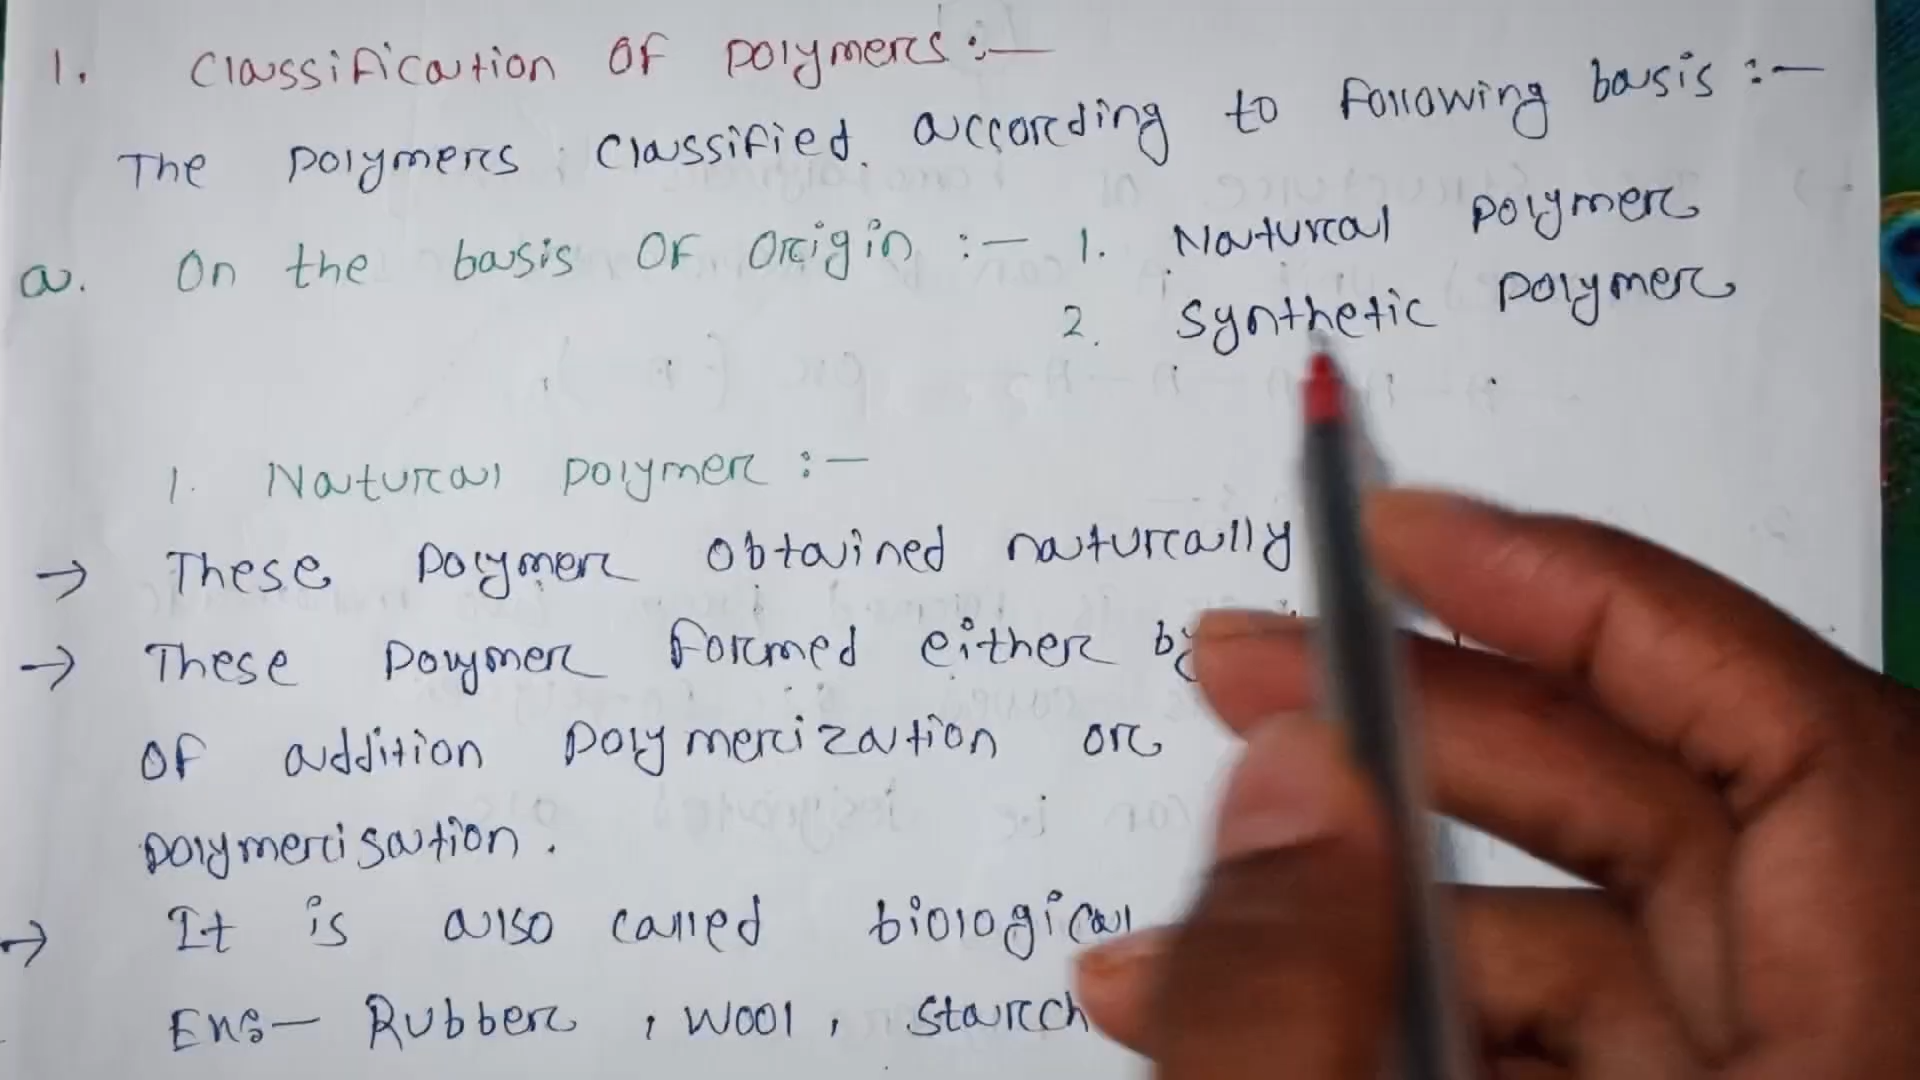 1. Classification of polymers :-
The polymers classified according to following basis :-
a. On the basis of origin :- 1. Natural polymer
2. Synthetic polymer
1. Natural polymer :-
→ These polymer obtained naturally
→ These polymer formed either by
of addition polymerization or
polymerisation.
→ It is also called biological
Exs- Rubber, wool, starch